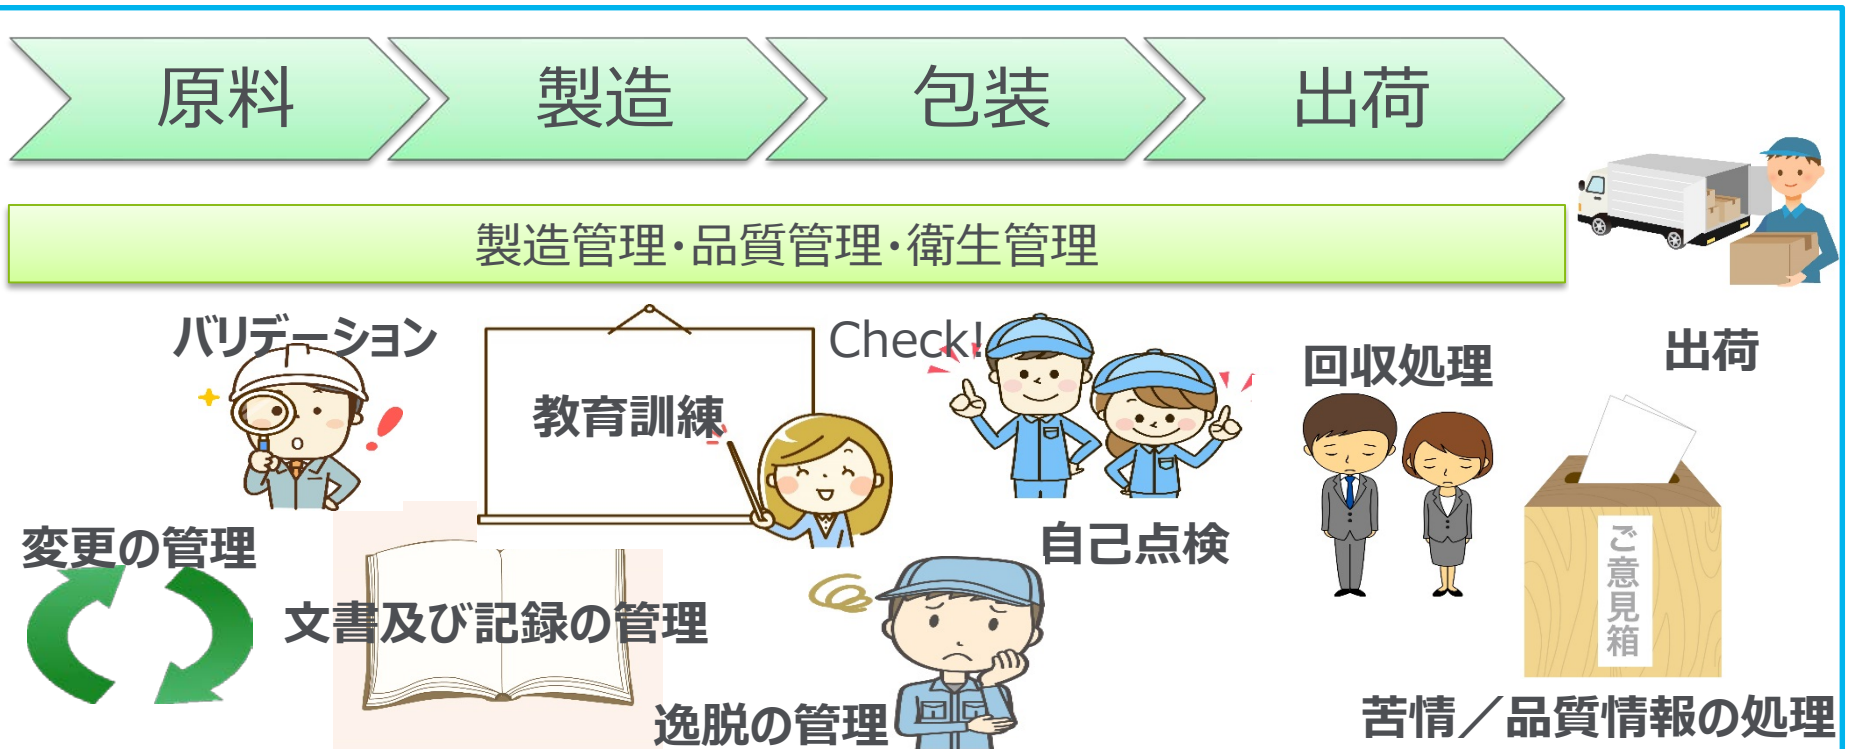 原料
製造
包装
出荷
製造管理・品質管理・衛生管理
バリデーション
Check!
教育訓練
回収処理
出荷
変更の管理
自己点検
ご意見箱
文書及び記録の管理
逸脱の管理
苦情／品質情報の処理